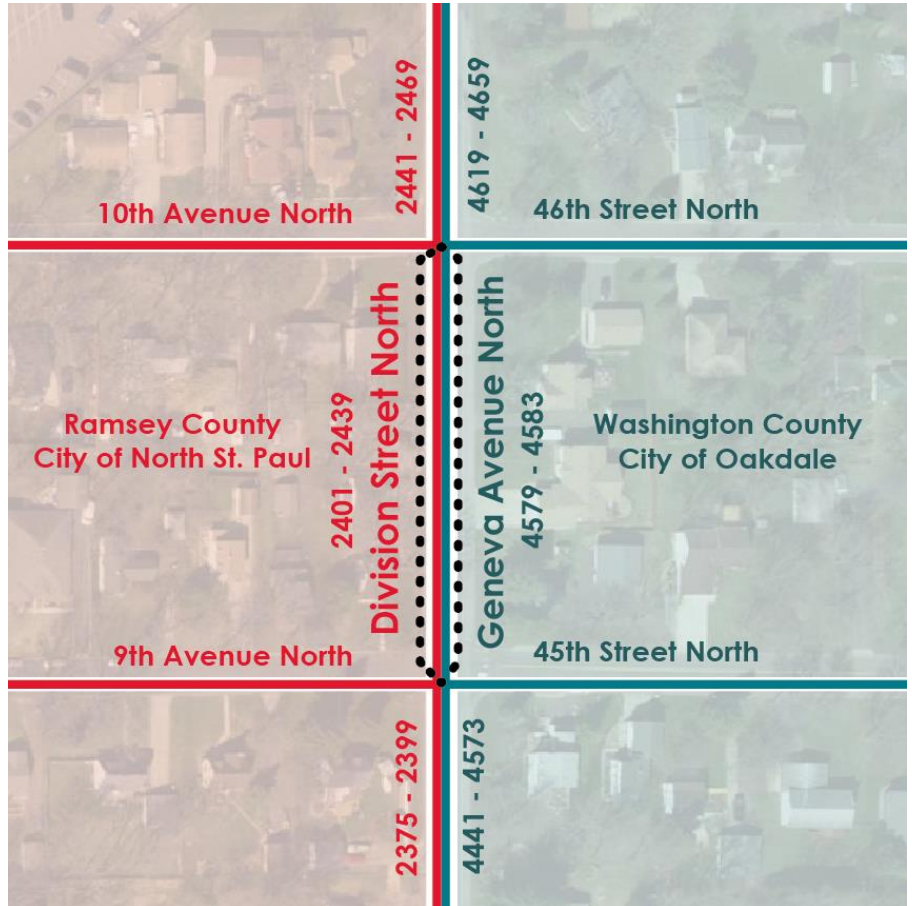 2441 - 2469
4619 - 4659
10th Avenue North
46th Street North
Division Street North
Geneva Avenue North
2401 - 2439
4579 - 4583
Ramsey County
City of North St. Paul
Washington County
City of Oakdale
9th Avenue North
45th Street North
2375 - 2399
4441 - 4573